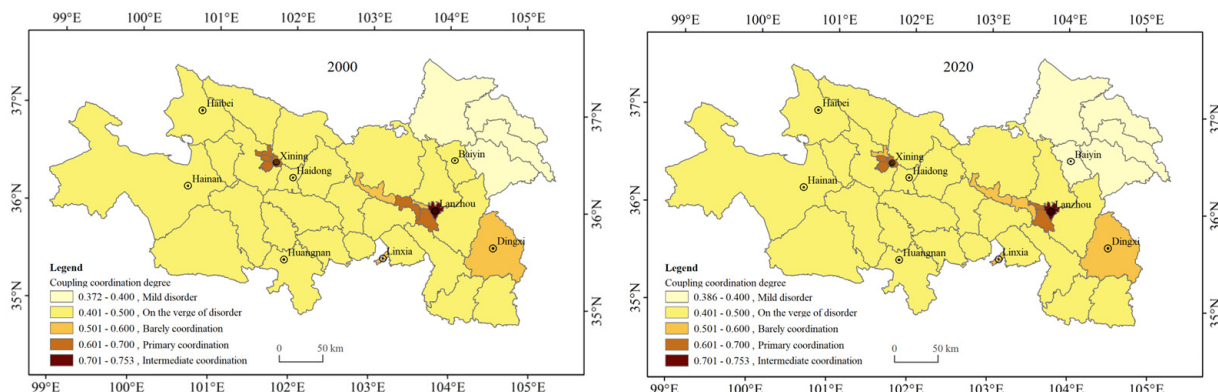 99°E 100°E 101°E 102°E 103°E 104°E 105°E
2000
37°N
37°N
36°N
36°N
35°N
35°N
Haibei
Xining
Haidong
Hainan
Baiyin
Lanzhou
Dingxi
Huangnan
Linxia
Legend
Coupling coordination degree
0.372 - 0.400 , Mild disorder
0.401 - 0.500 , On the verge of disorder
0.501 - 0.600 , Barely coordination
0.601 - 0.700 , Primary coordination
0.701 - 0.753 , Intermediate coordination
0 50 km
99°E 100°E 101°E 102°E 103°E 104°E 105°E
99°E 100°E 101°E 102°E 103°E 104°E 105°E
2020
37°N
37°N
36°N
36°N
35°N
35°N
Haibei
Xining
Haidong
Hainan
Baiyin
Lanzhou
Dingxi
Huangnan
Linxia
Legend
Coupling coordination degree
0.386 - 0.400 , Mild disorder
0.401 - 0.500 , On the verge of disorder
0.501 - 0.600 , Barely coordination
0.601 - 0.700 , Primary coordination
0.701 - 0.753 , Intermediate coordination
0 50 km
99°E 100°E 101°E 102°E 103°E 104°E 105°E